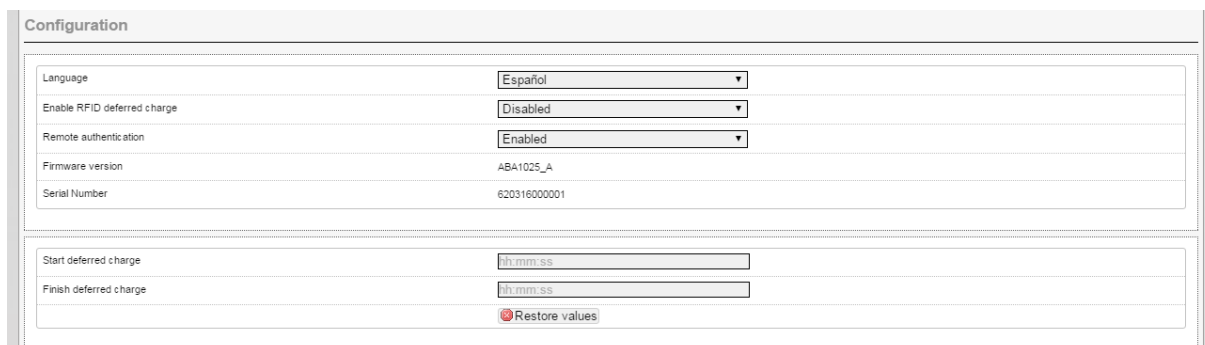 Configuration
Language Español
Enable RFID deferred charge Disabled
Remote authentication Enabled
Firmware version ABA1025_A
Serial Number 620316000001
Start deferred charge hh:mm:ss
Finish deferred charge hh:mm:ss
Restore values